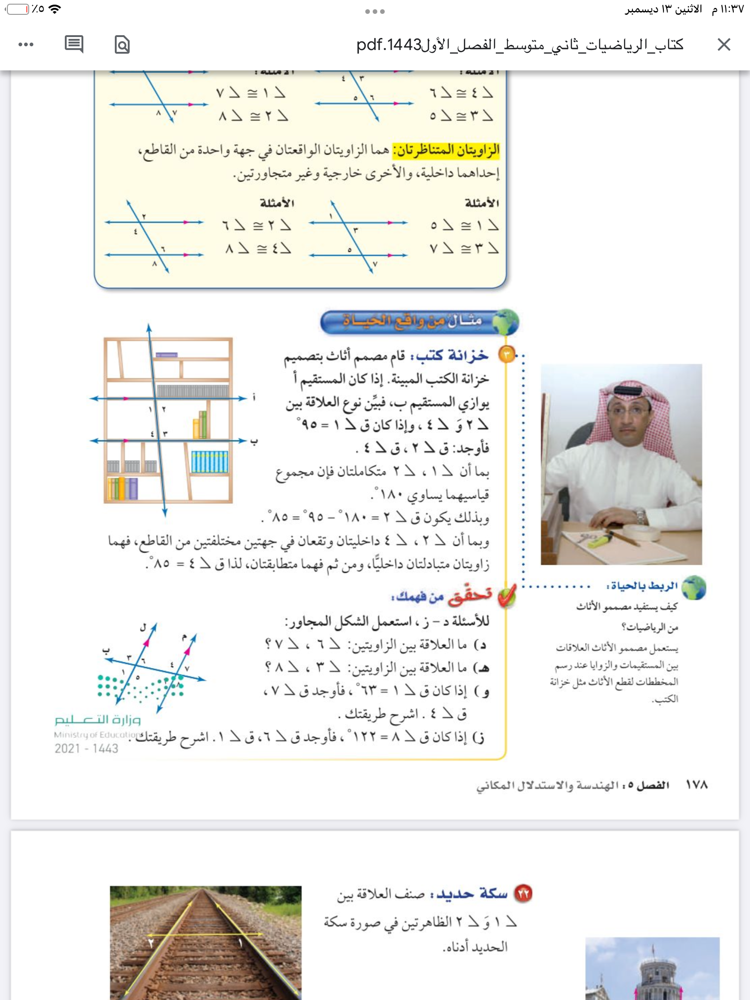 ١١:٣٧ م الاثنين ١٣ ديسمبر
٥٪
كتاب_الرياضيات_ثاني_متوسط_الفصل_الأول1443.pdf
٣
٤
∠٤ ≅ ∠٦
∠١ ≅ ∠٧
٥
٦
∠٣ ≅ ∠٥
∠٢ ≅ ∠٨
٧
٨
الزاويتان المتناظرتان: هما الزاويتان الواقعتان في جهة واحدة من القاطع،
إحداهما داخلية، والأخرى خارجية وغير متجاورتين.
الأمثلة
الأمثلة
∠١ ≅ ∠٥
١
∠٢ ≅ ∠٦
٢
∠٣ ≅ ∠٧
٣
∠٤ ≅ ∠٨
٤
٥
٦
٧
٨
مثال من واقع الحياة
٣
خزانة كتب: قام مصمم أثاث بتصميم
خزانة الكتب المبينة. إذا كان المستقيم أ
يوازي المستقيم ب، فبيِّن نوع العلاقة بين
∠٢ وَ ∠٤، وإذا كان ق∠١ = ٩٥°
فأوجد: ق∠٢، ق∠٤.
بما أن ∠١، ∠٢ متكاملتان فإن مجموع
قياسيهما يساوي ١٨٠°.
وبذلك يكون ق∠٢ = ١٨٠° – ٩٥° = ٨٥°.
وبما أن ∠٢، ∠٤ داخليتان وتقعان في جهتين مختلفتين من القاطع، فهما
زاويتان متبادلتان داخليًّا، ومن ثم فهما متطابقتان، لذا ق∠٤ = ٨٥°.
أ
٢ ١
٣ ٤
ب
الربط بالحياة:
كيف يستفيد مصممو الأثاث
من الرياضيات؟
يستعمل مصممو الأثاث العلاقات
بين المستقيمات والزوايا عند رسم
المخططات لقطع الأثاث مثل خزانة
الكتب.
تحقَّق من فهمك:
للأسئلة د – ز، استعمل الشكل المجاور:
د) ما العلاقة بين الزاويتين: ∠٦، ∠٧؟
هـ) ما العلاقة بين الزاويتين: ∠٣، ∠٨؟
و) إذا كان ق∠١ = ٦٣°، فأوجد ق∠٧،
ق∠٤. اشرح طريقتك.
ز) إذا كان ق∠٨ = ١٢٢°، فأوجد ق∠٦، ق∠١. اشرح طريقتك.
ل
م
ب
٦ ٣
٧ ٤
٥ ١
٨ ٢
وزارة التعليم
Ministry of Education
2021 - 1443
١٧٨ الفصل ٥: الهندسة والاستدلال المكاني
٢٢
سكة حديد: صنف العلاقة بين
∠١ وَ ∠٢ الظاهرتين في صورة سكة
الحديد أدناه.
١
٢